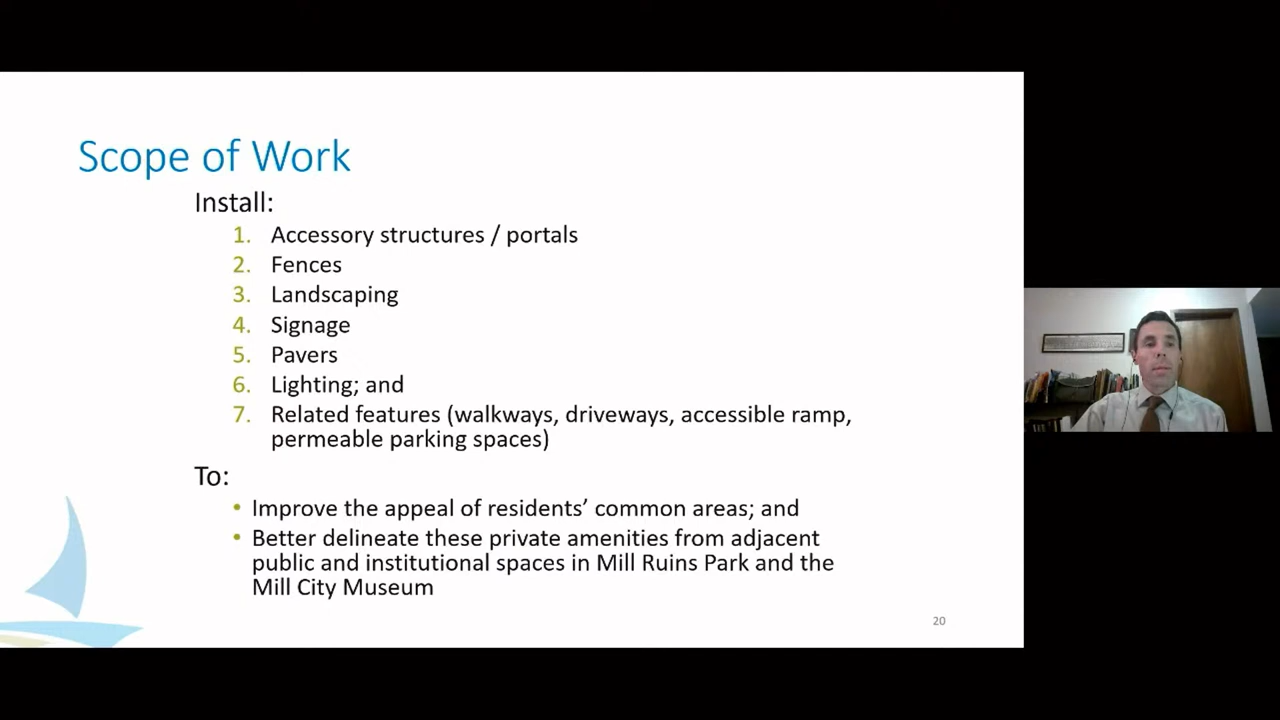 Scope of Work
Install:
1. Accessory structures / portals
2. Fences
3. Landscaping
4. Signage
5. Pavers
6. Lighting; and
7. Related features (walkways, driveways, accessible ramp,
permeable parking spaces)
To:
• Improve the appeal of residents’ common areas; and
• Better delineate these private amenities from adjacent
public and institutional spaces in Mill Ruins Park and the
Mill City Museum
20